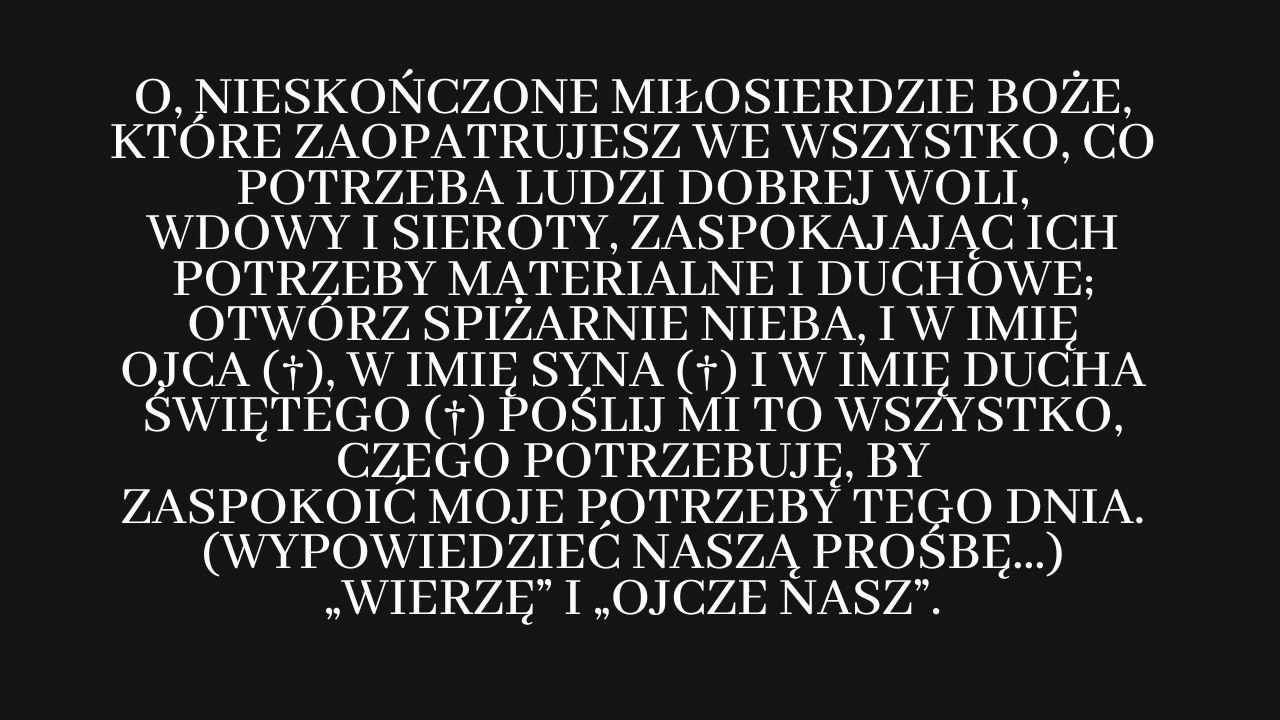 O, NIESKOŃCZONE MIŁOSIERDZIE BOŻE,
KTÓRE ZAOPATRUJESZ WE WSZYSTKO, CO
POTRZEBA LUDZI DOBREJ WOLI,
WDOWY I SIEROTY, ZASPOKAJAJĄC ICH
POTRZEBY MATERIALNE I DUCHOWE;
OTWÓRZ SPIŻARNIE NIEBA, I W IMIĘ
OJCA (†), W IMIĘ SYNA (†) I W IMIĘ DUCHA
ŚWIĘTEGO (†) POŚLIJ MI TO WSZYSTKO,
CZEGO POTRZEBUJĘ, BY
ZASPOKOIĆ MOJE POTRZEBY TEGO DNIA.
(WYPOWIEDZIEĆ NASZĄ PROŚBĘ...)
„WIERZĘ” I „OJCZE NASZ”.